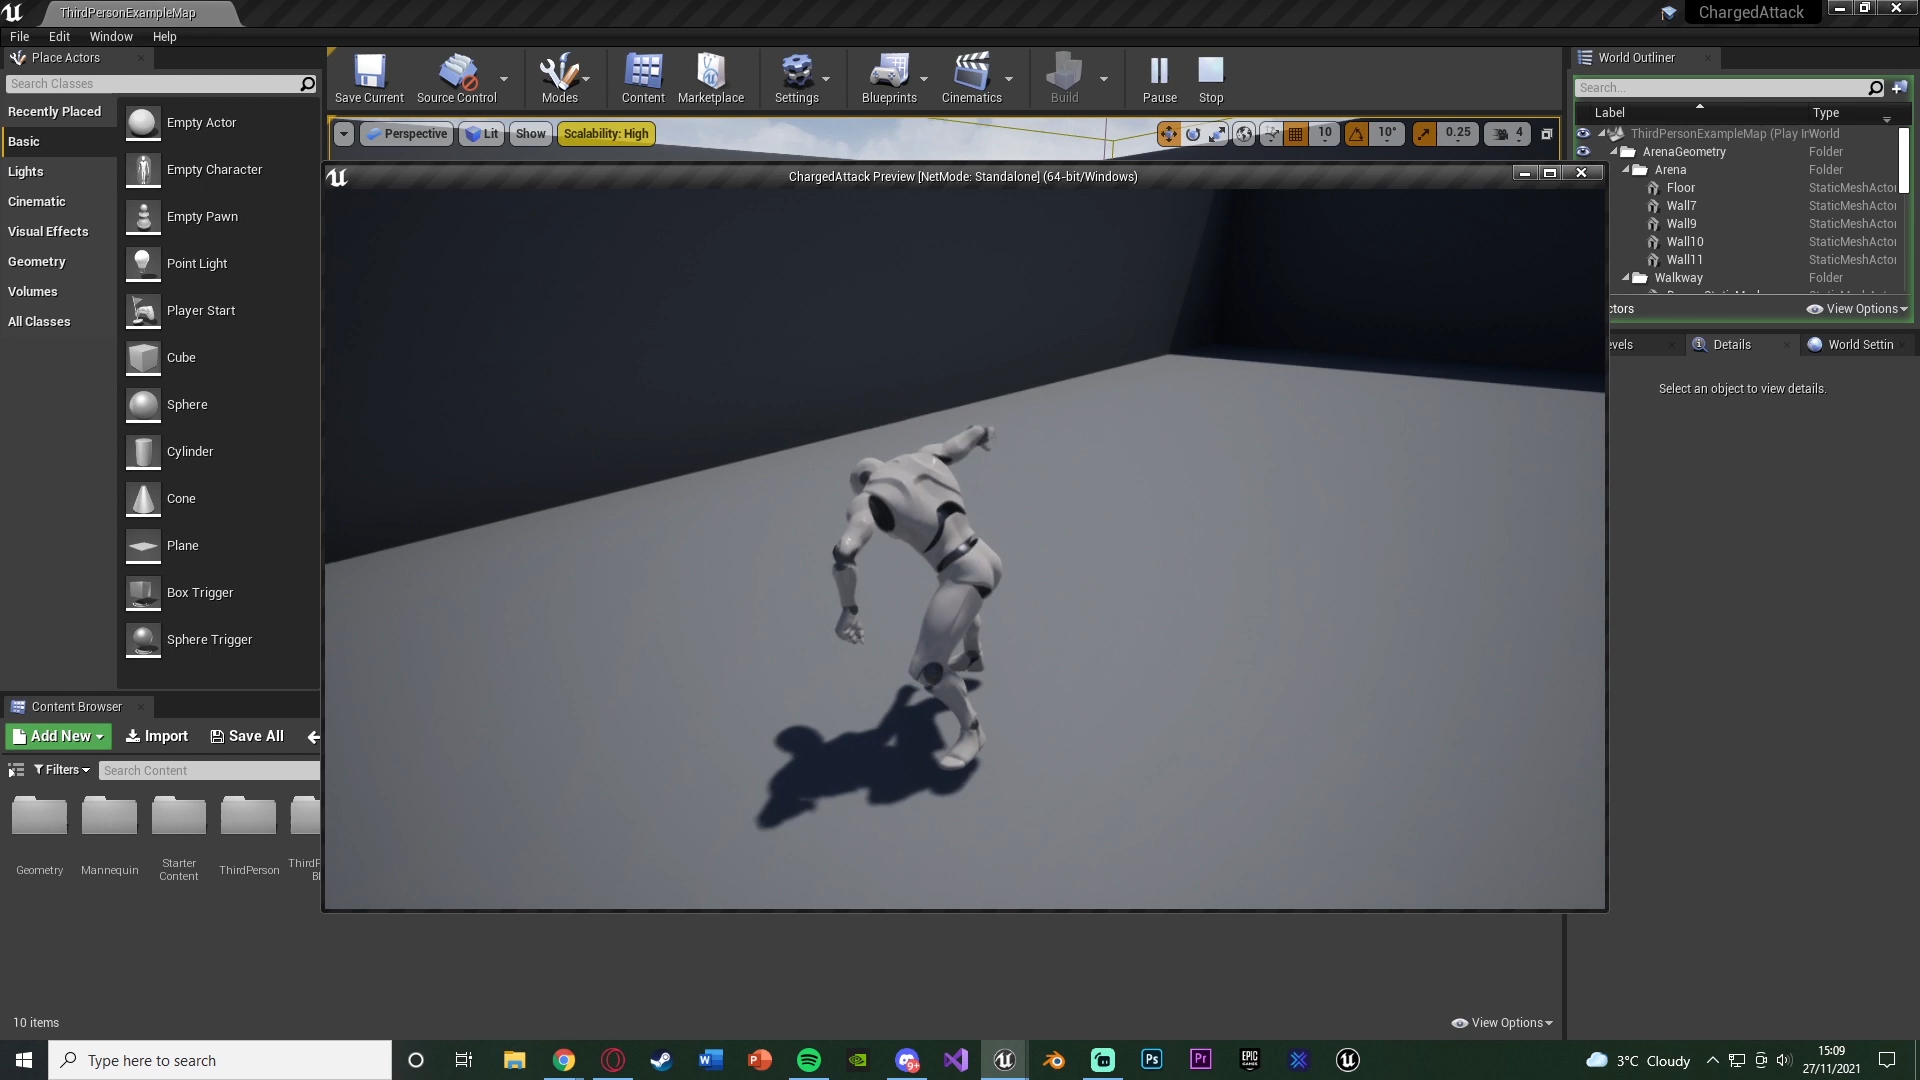 ThirdPersonExampleMap
ChargedAttack
File Edit Window Help
Place Actors
Search Classes
Recently Placed
Basic
Lights
Cinematic
Visual Effects
Geometry
Volumes
All Classes
Empty Actor
Empty Character
Empty Pawn
Point Light
Player Start
Cube
Sphere
Cylinder
Cone
Plane
Box Trigger
Sphere Trigger
Save Current Source Control Modes Content Marketplace Settings Blueprints Cinematics Build Pause Stop
Perspective Lit Show Scalability: High 10 10° 0.25 4
ChargedAttack Preview [NetMode: Standalone] (64-bit/Windows)
World Outliner
Search...
Label Type
ThirdPersonExampleMap (Play In World
ArenaGeometry Folder
Arena Folder
Floor StaticMeshActor
Wall7 StaticMeshActor
Wall9 StaticMeshActor
Wall10 StaticMeshActor
Wall11 StaticMeshActor
Walkway Folder
ctors View Options
evels Details World Settin
Select an object to view details.
Content Browser
Add New Import Save All
Filters Search Content
Geometry
Mannequin
Starter
Content
ThirdPerson
10 items View Options
Type here to search
9+
Ps
Pr
EPIC
GAMES
3°C Cloudy
15:09
27/11/2021